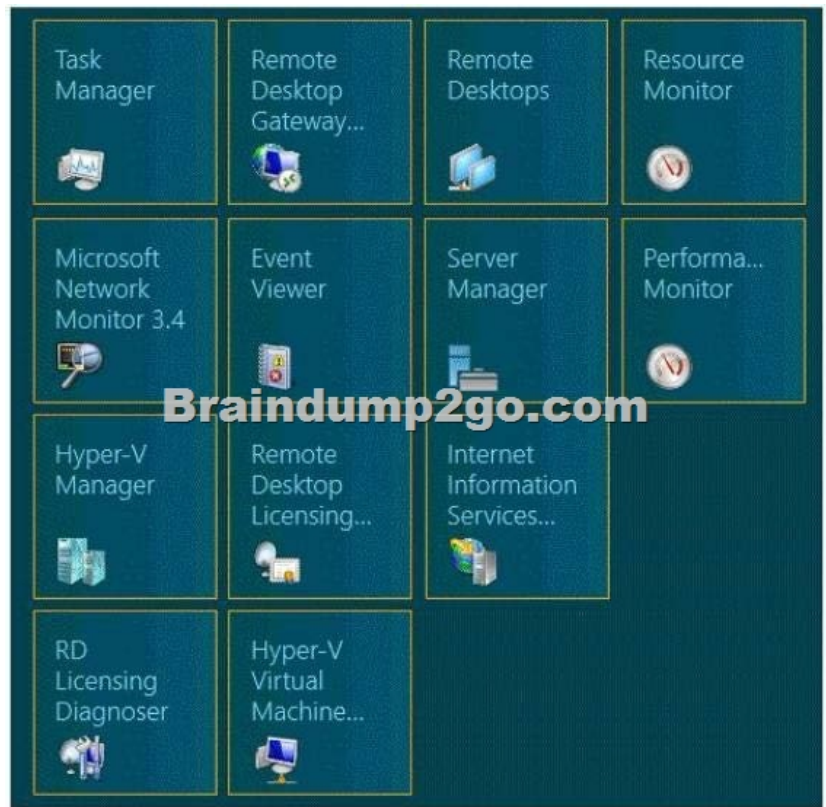 Task
Manager
Remote
Desktop
Gateway...
Remote
Desktops
Resource
Monitor
Microsoft
Network
Monitor 3.4
Event
Viewer
Server
Manager
Performa...
Monitor
Braindump2go.com
Hyper-V
Manager
Remote
Desktop
Licensing...
Internet
Information
Services...
RD
Licensing
Diagnoser
Hyper-V
Virtual
Machine...